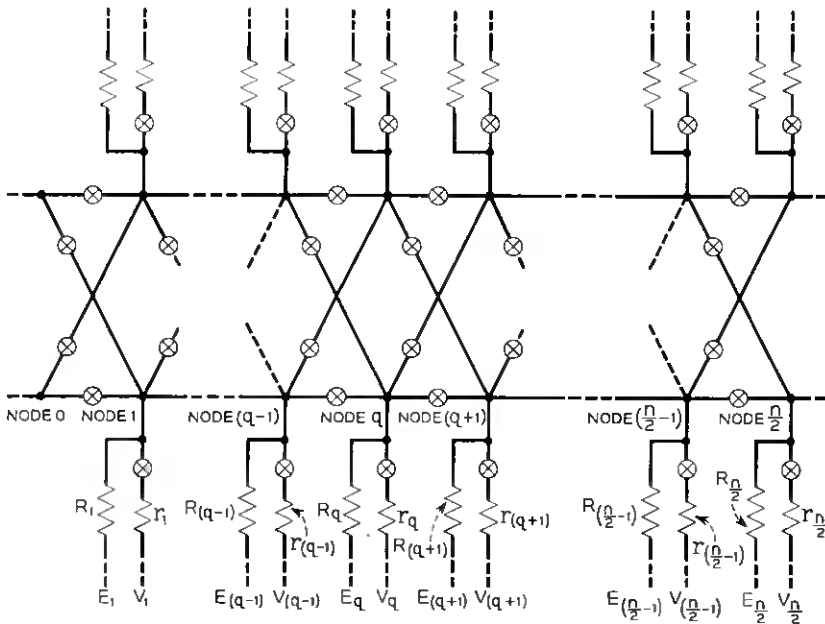 NODE 0 NODE 1 NODE (q-1) NODE q NODE (q+1) NODE (n/2-1) NODE n/2
R1 r1 R(q-1) r(q-1) Rq rq R(q+1) r(q+1) R(n/2-1) r(n/2-1) Rn/2 rn/2
E1 V1 E(q-1) V(q-1) Eq Vq E(q+1) V(q+1) E(n/2-1) V(n/2-1) En/2 Vn/2